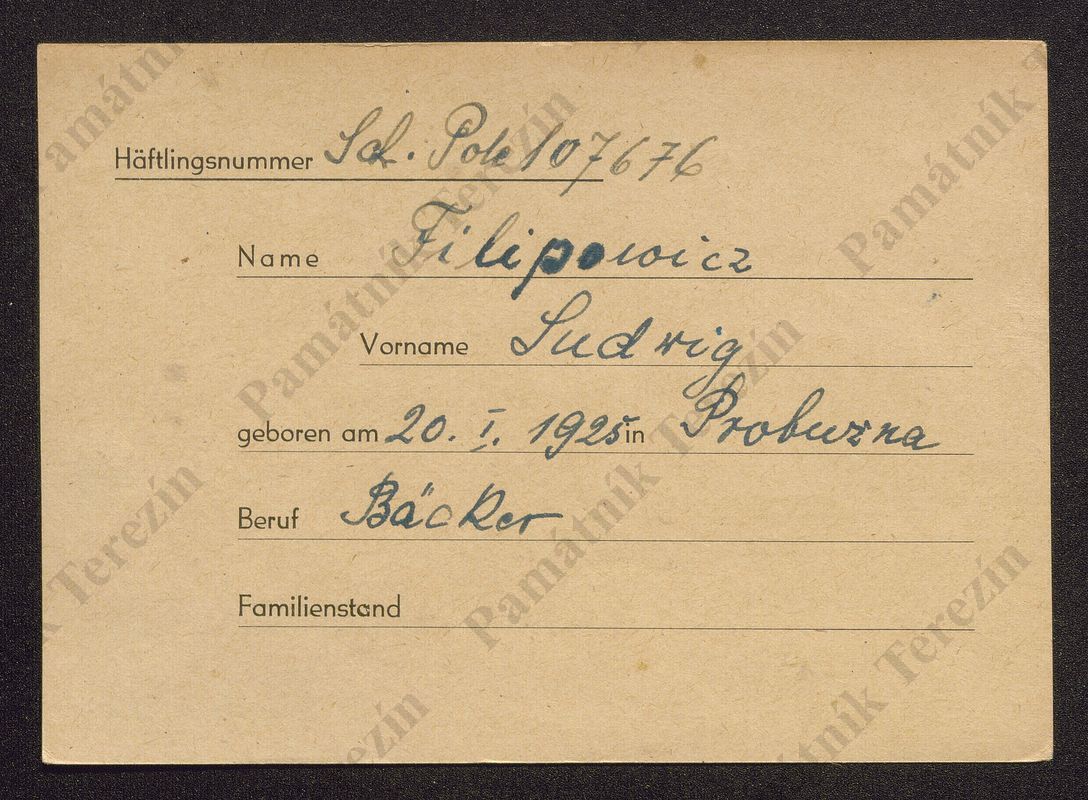 Häftlingsnummer Sch. Pole 107676
Name Filipowicz
Vorname Ludwig
geboren am 20. I. 1925 in Probuzna
Beruf Bäcker
Familienstand
Památník Terezín